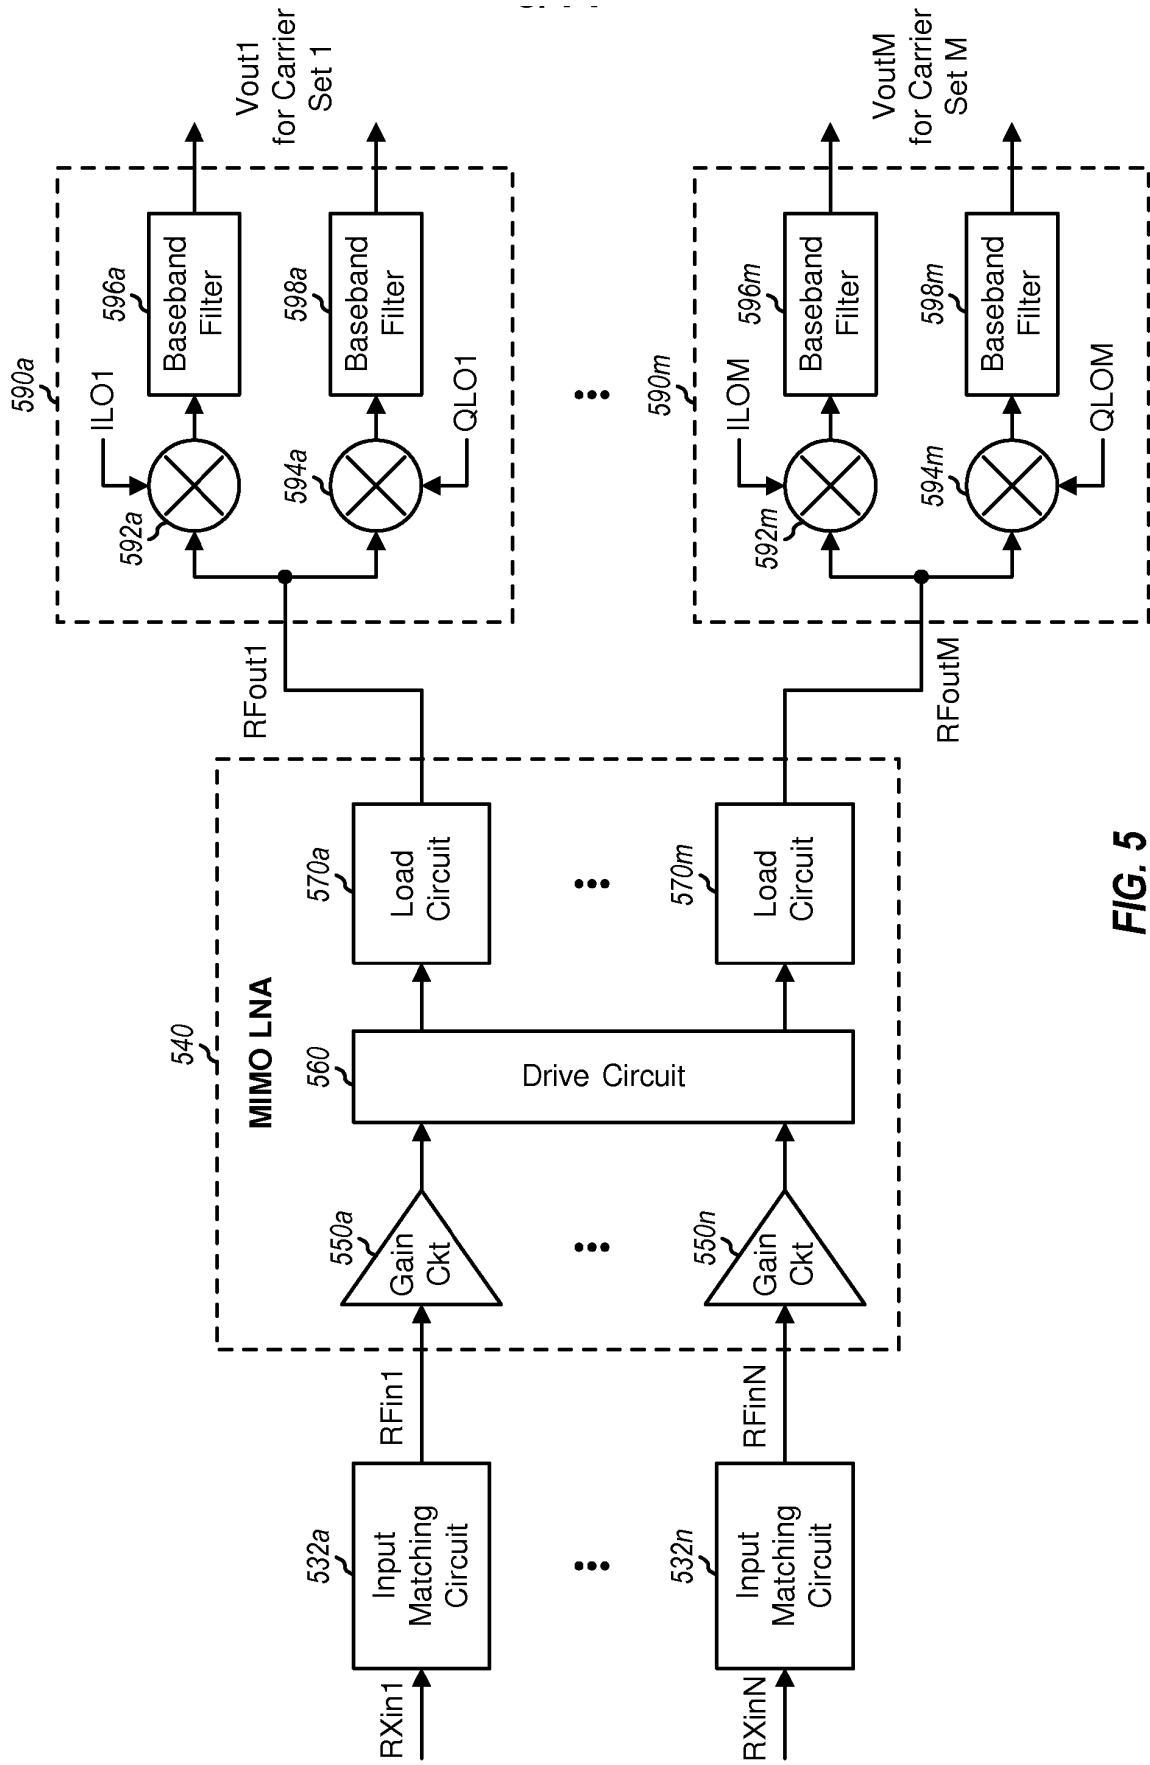 590a
596a
ILO1
Baseband
Filter
Vout1
for Carrier
Set 1
592a
598a
594a
Baseband
Filter
QLO1
RFout1
540
MIMO LNA
532a
RXin1
Input
Matching
Circuit
RFin1
550a
Gain
Ckt
560
Drive Circuit
570a
Load
Circuit
532n
RXinN
Input
Matching
Circuit
RFinN
550n
Gain
Ckt
570m
Load
Circuit
RFoutM
590m
596m
ILOM
Baseband
Filter
VoutM
for Carrier
Set M
592m
598m
594m
Baseband
Filter
QLOM
FIG. 5